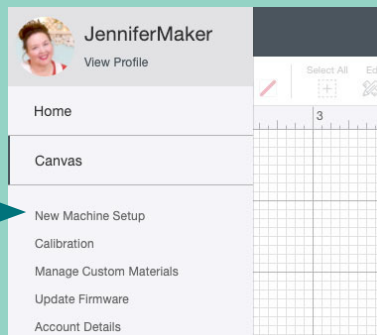 JenniferMaker
View Profile
Select All
Home
3
Canvas
New Machine Setup
Calibration
Manage Custom Materials
Update Firmware
Account Details